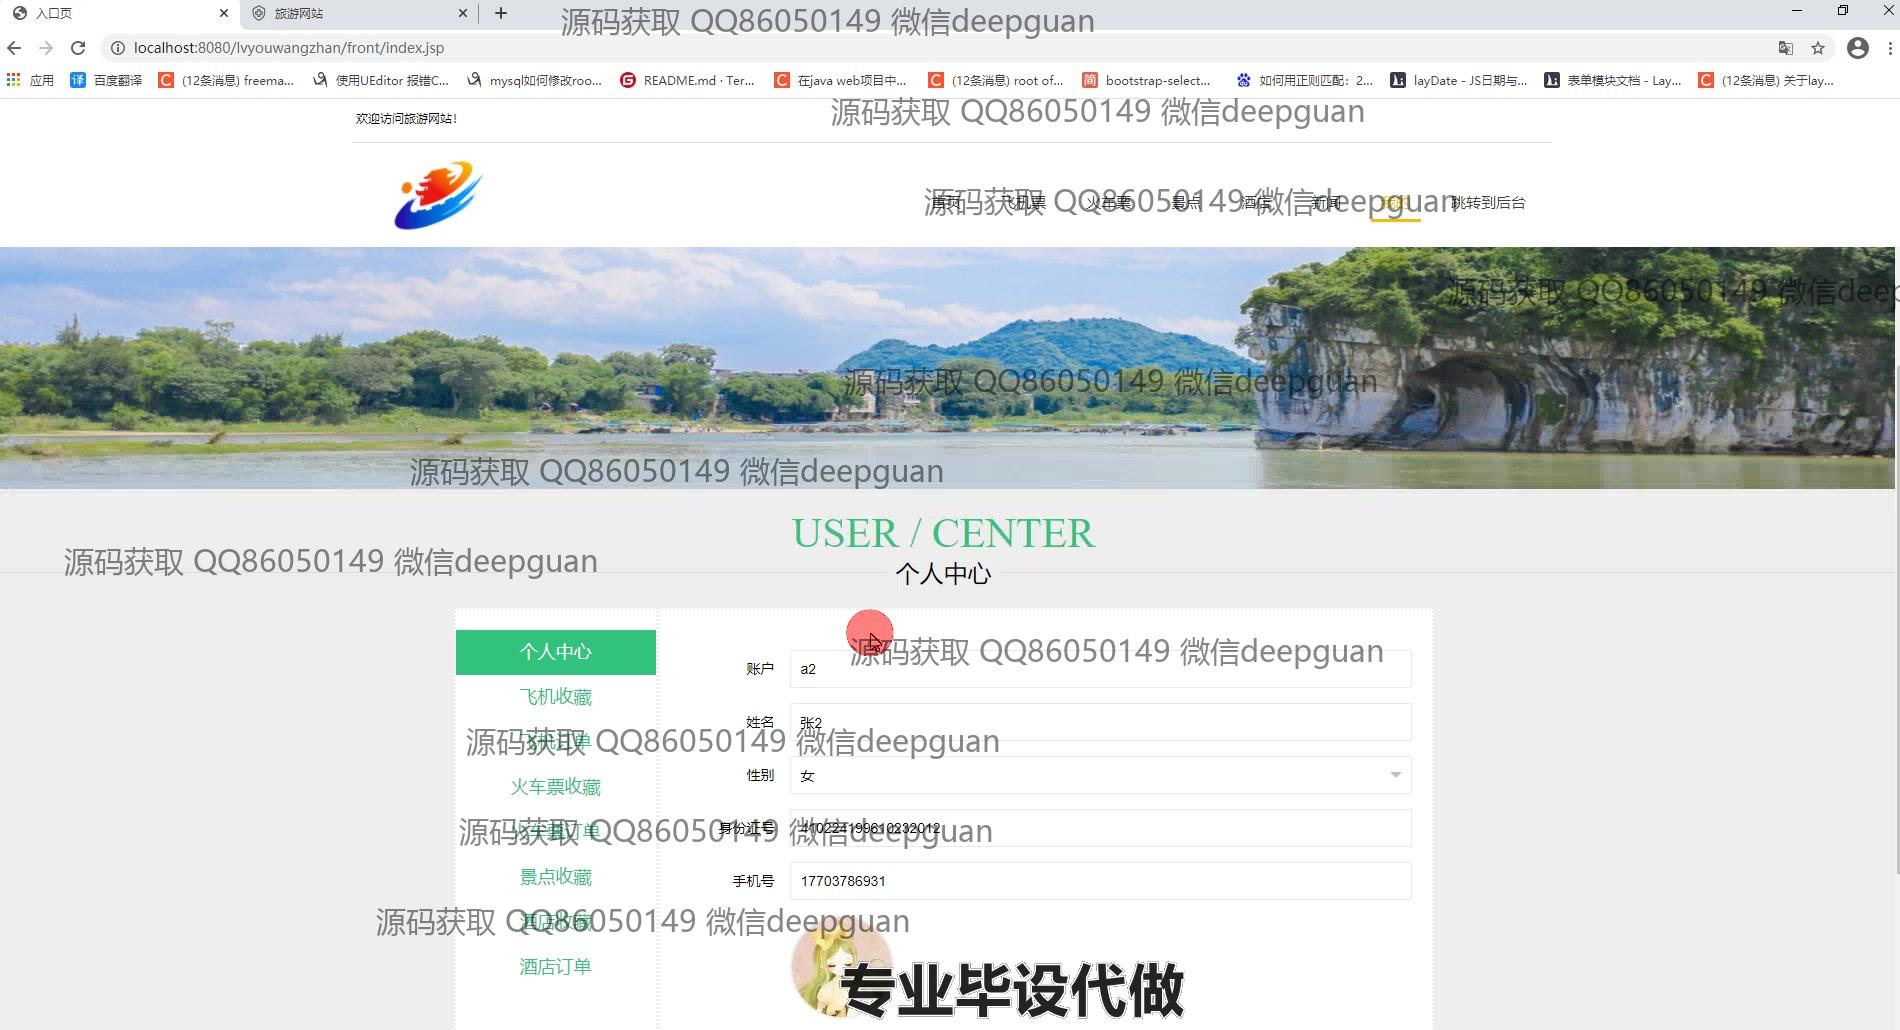 入口页
旅游网站
源码获取 QQ86050149 微信deepguan
localhost:8080/lvyouwangzhan/front/index.jsp
应用
百度翻译
(12条消息) freema...
使用UEditor 报错C...
mysql如何修改roo...
README.md · Ter...
在java web项目中...
(12条消息) root of...
bootstrap-select...
如何用正则匹配：2...
layDate - JS日期与...
表单模块文档 - Lay...
(12条消息) 关于lay...
欢迎访问旅游网站!
源码获取 QQ86050149 微信deepguan
首页
飞机票
火车票
景点
酒店
新闻
我的
跳转到后台
源码获取 QQ86050149 微信deepguan
源码获取 QQ86050149 微信deep
源码获取 QQ86050149 微信deepguan
源码获取 QQ86050149 微信deepguan
USER / CENTER
源码获取 QQ86050149 微信deepguan
个人中心
个人中心
源码获取 QQ86050149 微信deepguan
账户
a2
飞机收藏
姓名
张2
飞机订单
源码获取 QQ86050149 微信deepguan
性别
女
火车票收藏
身份证号
410224199610232012
火车票订单
源码获取 QQ86050149 微信deepguan
景点收藏
手机号
17703786931
酒店收藏
源码获取 QQ86050149 微信deepguan
酒店订单
专业毕设代做